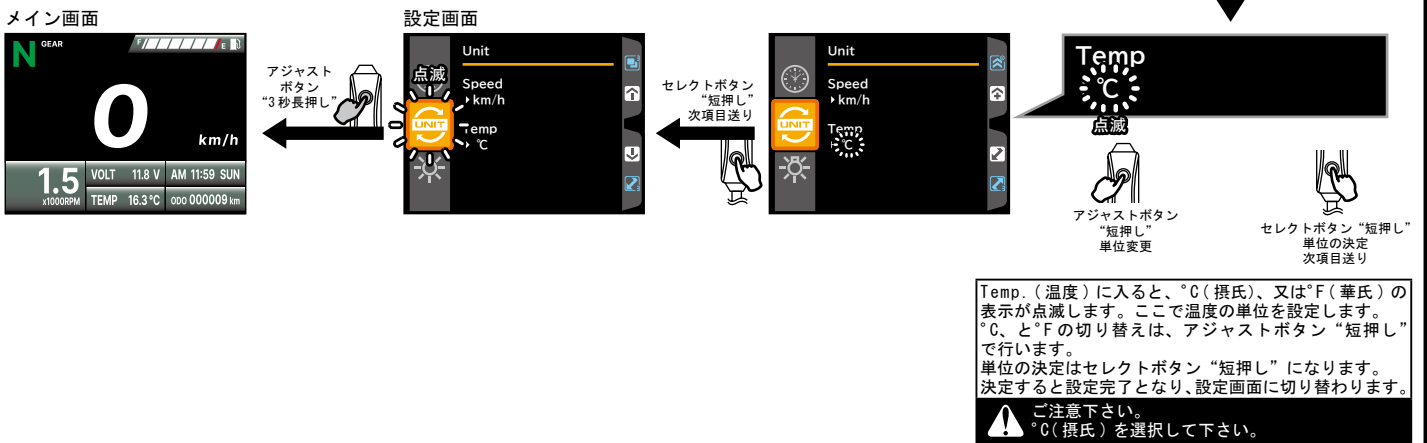 メイン画面
N GEAR F E
0
km/h
1.5
x1000RPM
VOLT 11.8 V AM 11:59 SUN
TEMP 16.3°C ODO 000009 km
アジャスト
ボタン
“3秒長押し”
設定画面
点滅
UNIT
Unit
Speed
km/h
Temp
℃
セレクトボタン
“短押し”
次項目送り
UNIT
Unit
Speed
km/h
Temp
℃
Temp
℃
点滅
アジャストボタン
“短押し”
単位変更
セレクトボタン“短押し”
単位の決定
次項目送り
Temp.(温度)に入ると、°C(摂氏)、又は°F(華氏)の
表示が点滅します。ここで温度の単位を設定します。
°C、と°Fの切り替えは、アジャストボタン“短押し”
で行います。
単位の決定はセレクトボタン“短押し”になります。
決定すると設定完了となり、設定画面に切り替わります。
ご注意下さい。
°C(摂氏)を選択して下さい。